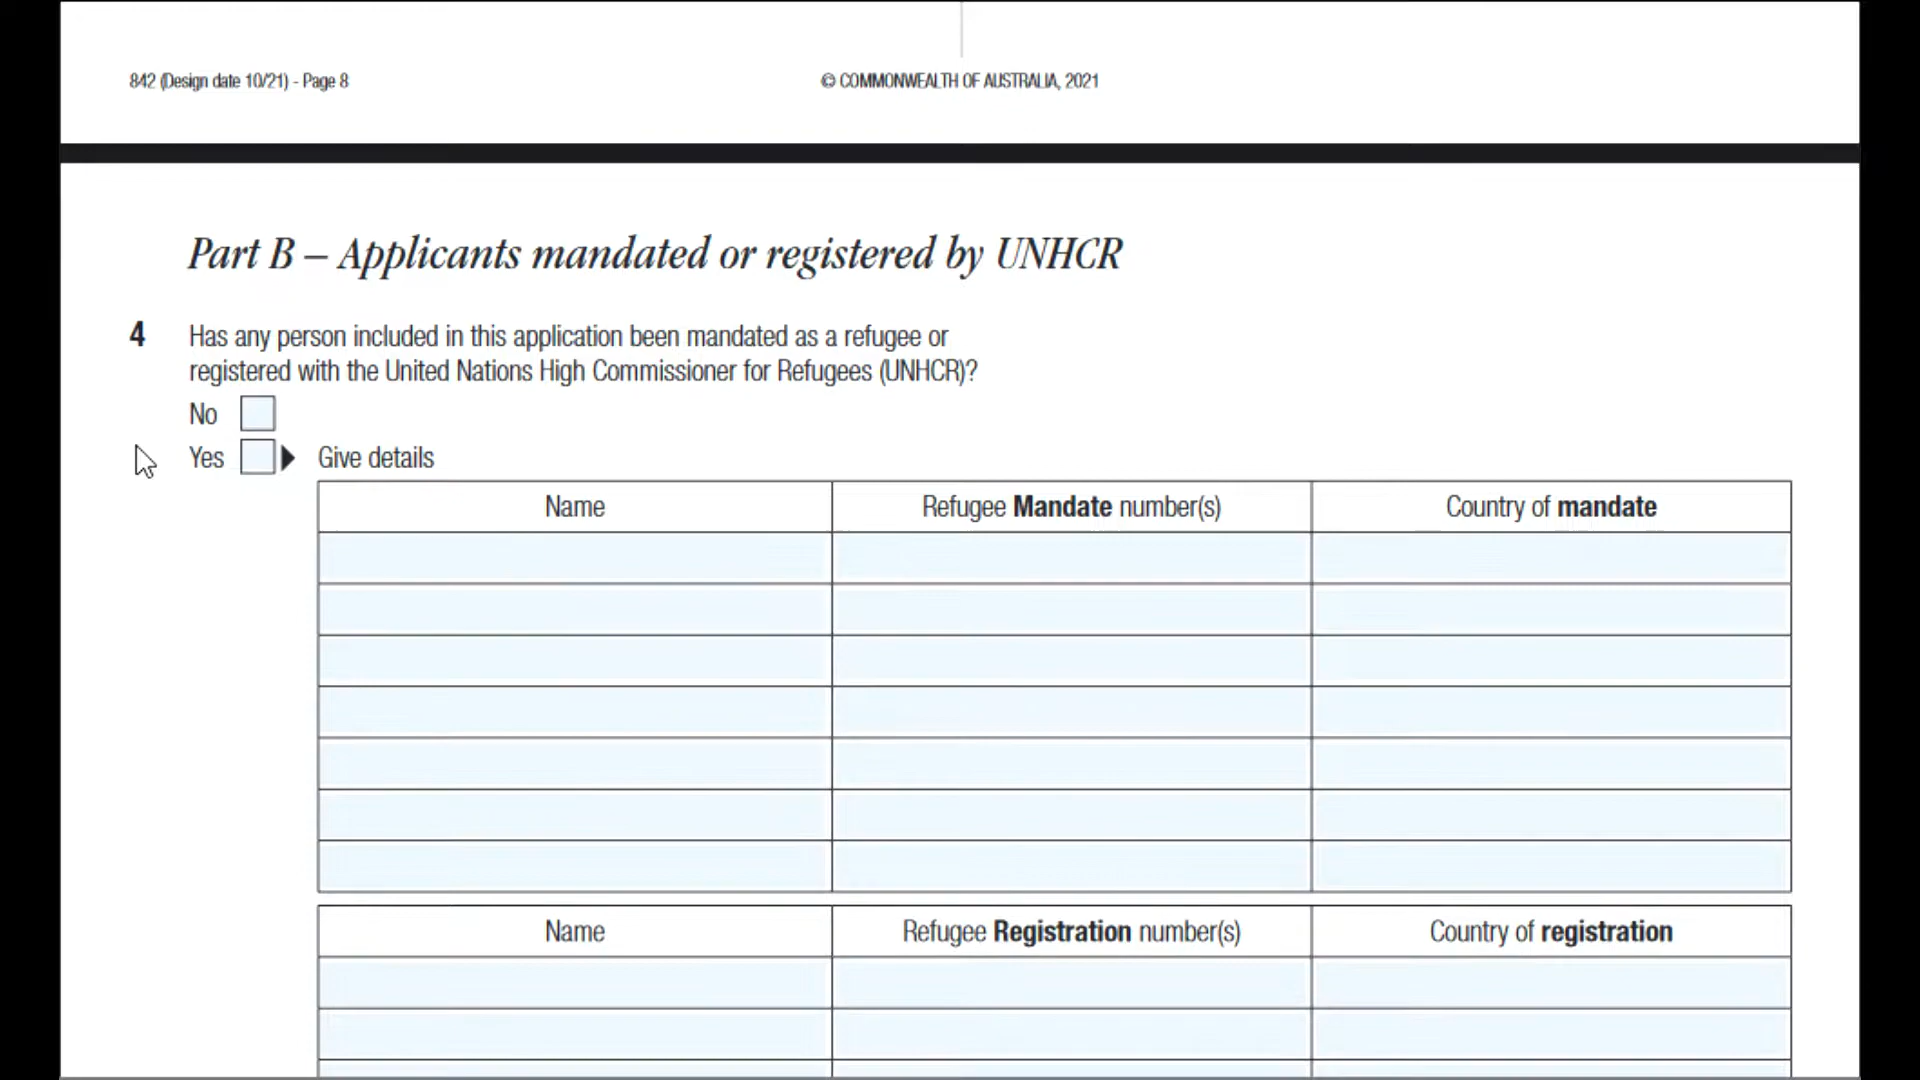 842 (Design date 10/21) - Page 8
© COMMONWEALTH OF AUSTRALIA, 2021
Part B – Applicants mandated or registered by UNHCR
4 Has any person included in this application been mandated as a refugee or
registered with the United Nations High Commissioner for Refugees (UNHCR)?
No
Yes Give details
Name Refugee Mandate number(s) Country of mandate
Name Refugee Registration number(s) Country of registration